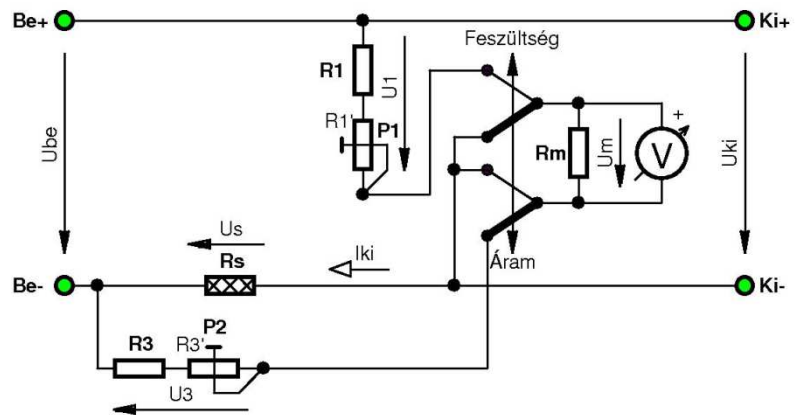 Be+
Ki+
Feszültség
R1
U1
R1'
P1
Ube
Rm
Um
+
V
Uki
Us
Rs
Iki
Áram
Be-
Ki-
P2
R3
R3'
U3